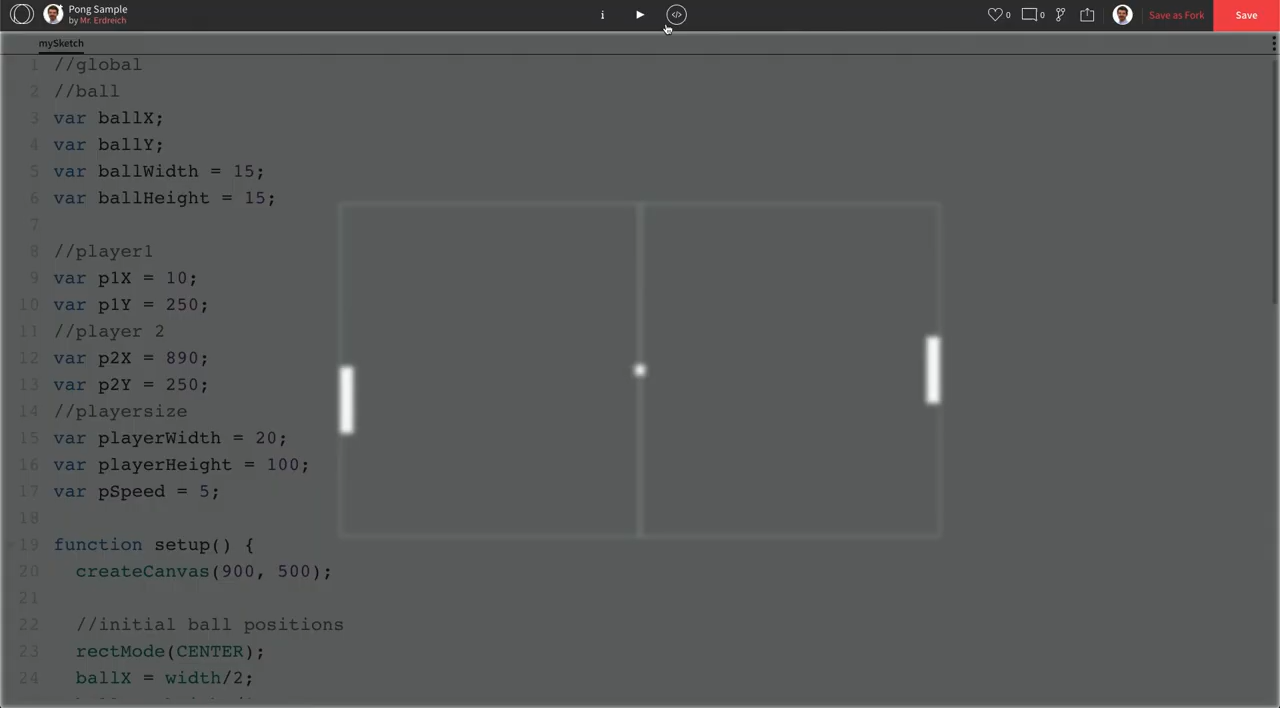 Pong Sample
by Mr. Erdreich
i
</>
0
0
Save as Fork
Save
mySketch
1 //global
2 //ball
3 var ballX;
4 var ballY;
5 var ballWidth = 15;
6 var ballHeight = 15;
7
8 //player1
9 var p1X = 10;
10 var p1Y = 250;
11 //player 2
12 var p2X = 890;
13 var p2Y = 250;
14 //playersize
15 var playerWidth = 20;
16 var playerHeight = 100;
17 var pSpeed = 5;
18
19 function setup() {
20 createCanvas(900, 500);
21
22 //initial ball positions
23 rectMode(CENTER);
24 ballX = width/2;